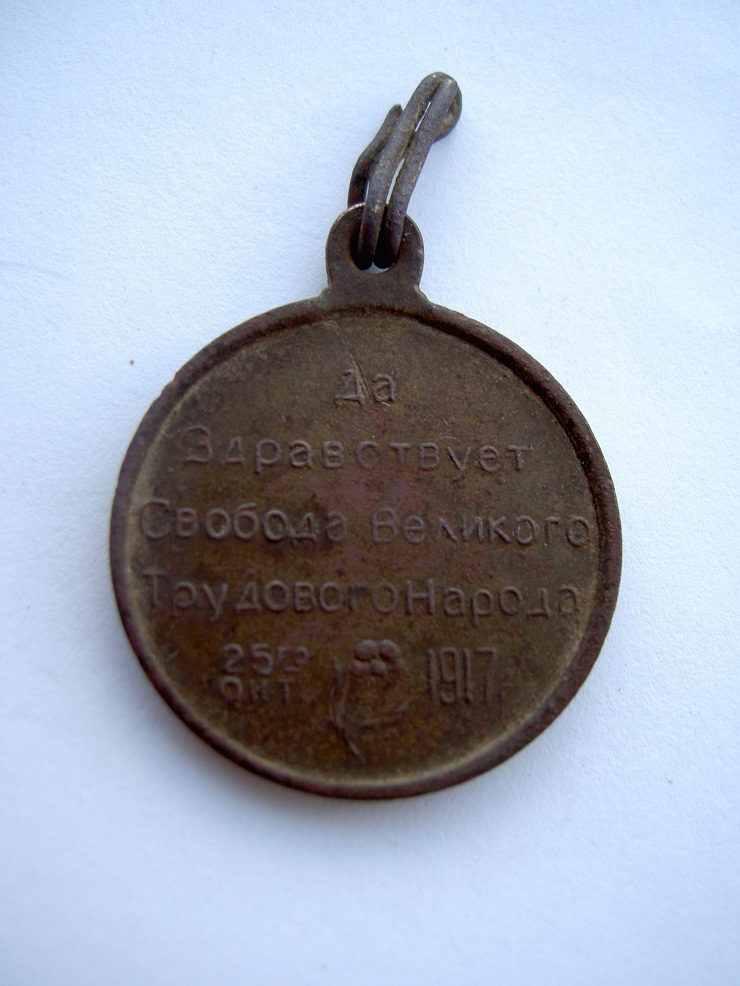 Да
Здравствует
Свобода Великого
Трудового Народа
25го
окт. 1917